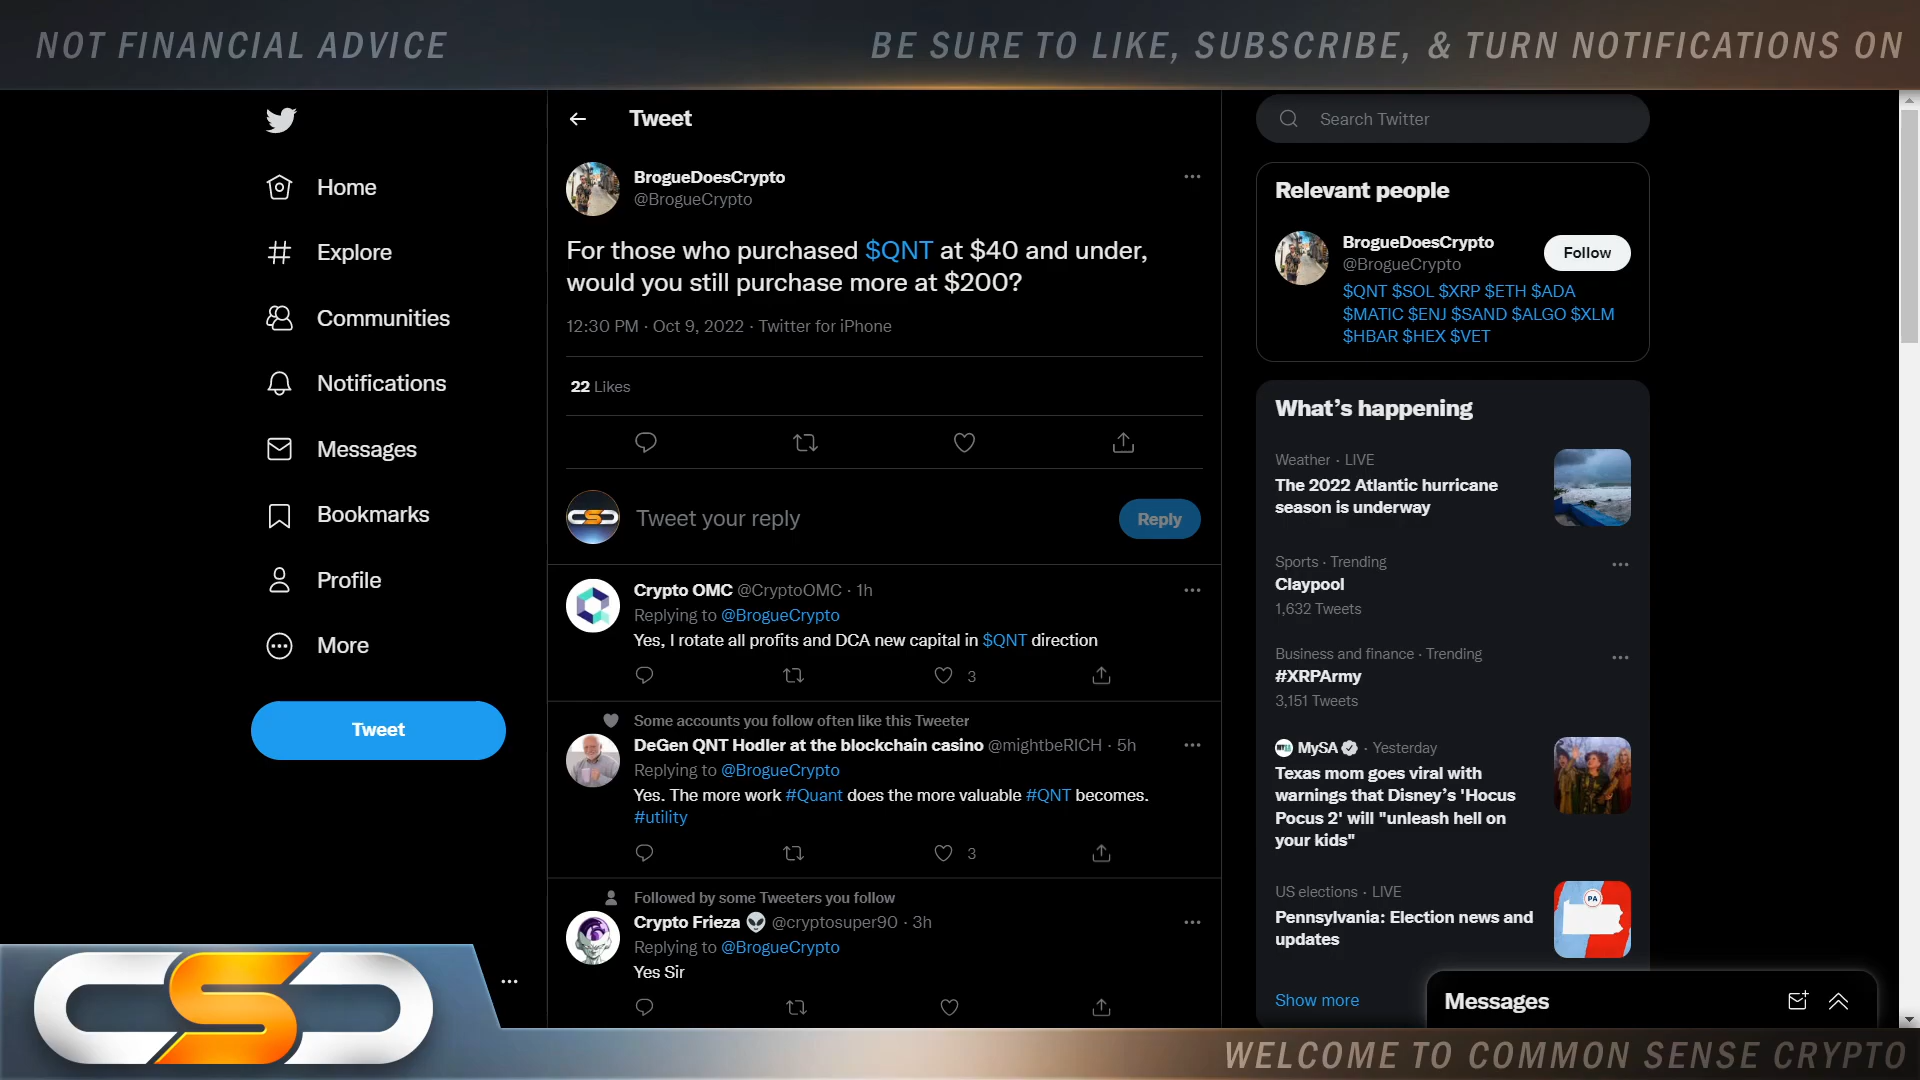 NOT FINANCIAL ADVICE
BE SURE TO LIKE, SUBSCRIBE, & TURN NOTIFICATIONS ON
Home
Explore
Communities
Notifications
Messages
Bookmarks
Profile
More
Tweet
Tweet
BrogueDoesCrypto
@BrogueCrypto
For those who purchased $QNT at $40 and under,
would you still purchase more at $200?
12:30 PM · Oct 9, 2022 · Twitter for iPhone
22 Likes
Tweet your reply
Reply
Crypto OMC @CryptoOMC · 1h
Replying to @BrogueCrypto
Yes, I rotate all profits and DCA new capital in $QNT direction
3
Some accounts you follow often like this Tweeter
DeGen QNT Hodler at the blockchain casino @mightbeRICH · 5h
Replying to @BrogueCrypto
Yes. The more work #Quant does the more valuable #QNT becomes.
#utility
3
Followed by some Tweeters you follow
Crypto Frieza 👽 @cryptosuper90 · 3h
Replying to @BrogueCrypto
Yes Sir
Search Twitter
Relevant people
BrogueDoesCrypto
@BrogueCrypto
Follow
$QNT $SOL $XRP $ETH $ADA
$MATIC $ENJ $SAND $ALGO $XLM
$HBAR $HEX $VET
What's happening
Weather · LIVE
The 2022 Atlantic hurricane
season is underway
Sports · Trending
Claypool
1,632 Tweets
Business and finance · Trending
#XRPArmy
3,151 Tweets
MySA · Yesterday
Texas mom goes viral with
warnings that Disney's 'Hocus
Pocus 2' will "unleash hell on
your kids"
US elections · LIVE
Pennsylvania: Election news and
updates
PA
Show more
Messages
CSC
WELCOME TO COMMON SENSE CRYPTO